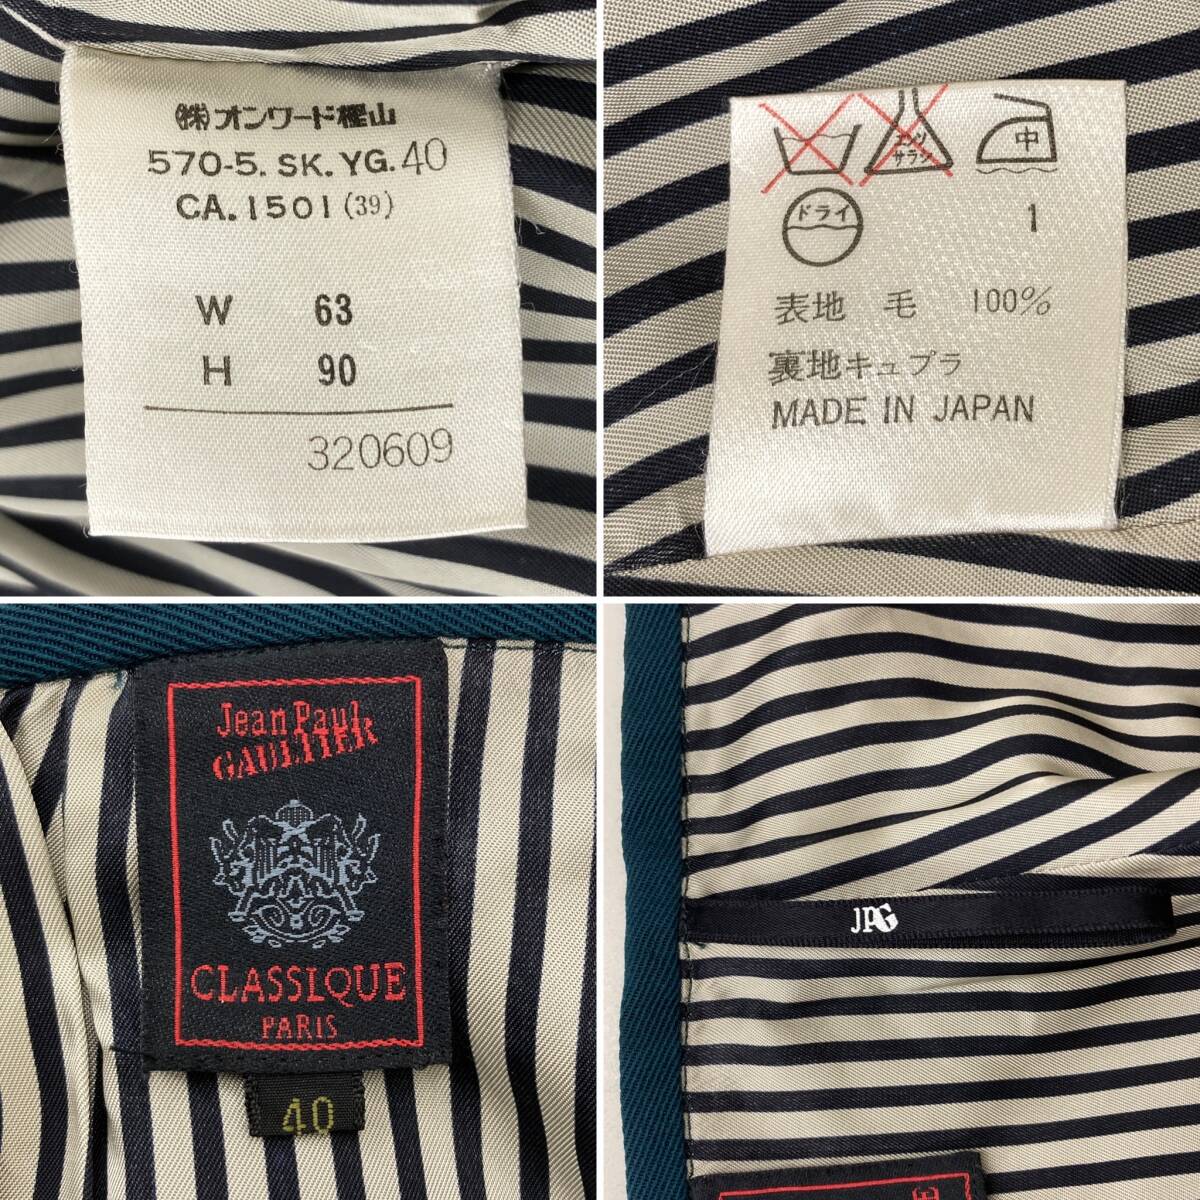 ㈱オンワード樫山
570-5. SK. YG. 40
CA. 1501 (39)
W 63
H 90
320609
エンソ
サラシ
中
ドライ
1
表地 毛 100%
裏地キュプラ
MADE IN JAPAN
Jean Paul
GAULTIER
CLASSIQUE
PARIS
40
JPG